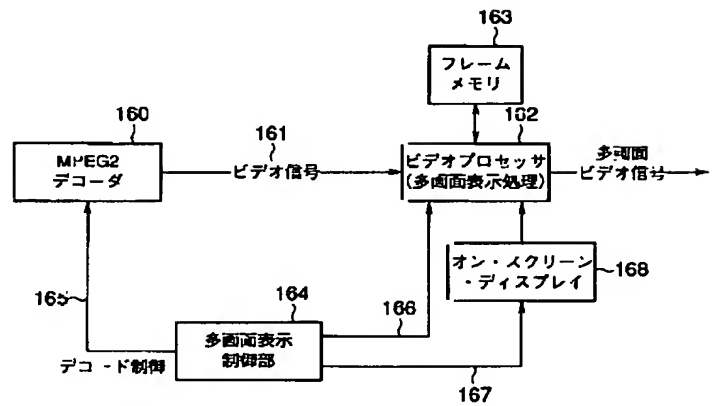 163
フレーム
メモリ
160
161
162
MPEG2
デコーダ
ビデオ信号
ビデオプロセッサ
(多画面表示処理)
多画面
ビデオ信号
オン・スクリーン
・ディスプレイ
168
165
164
166
多画面表示
制御部
デコード制御
167